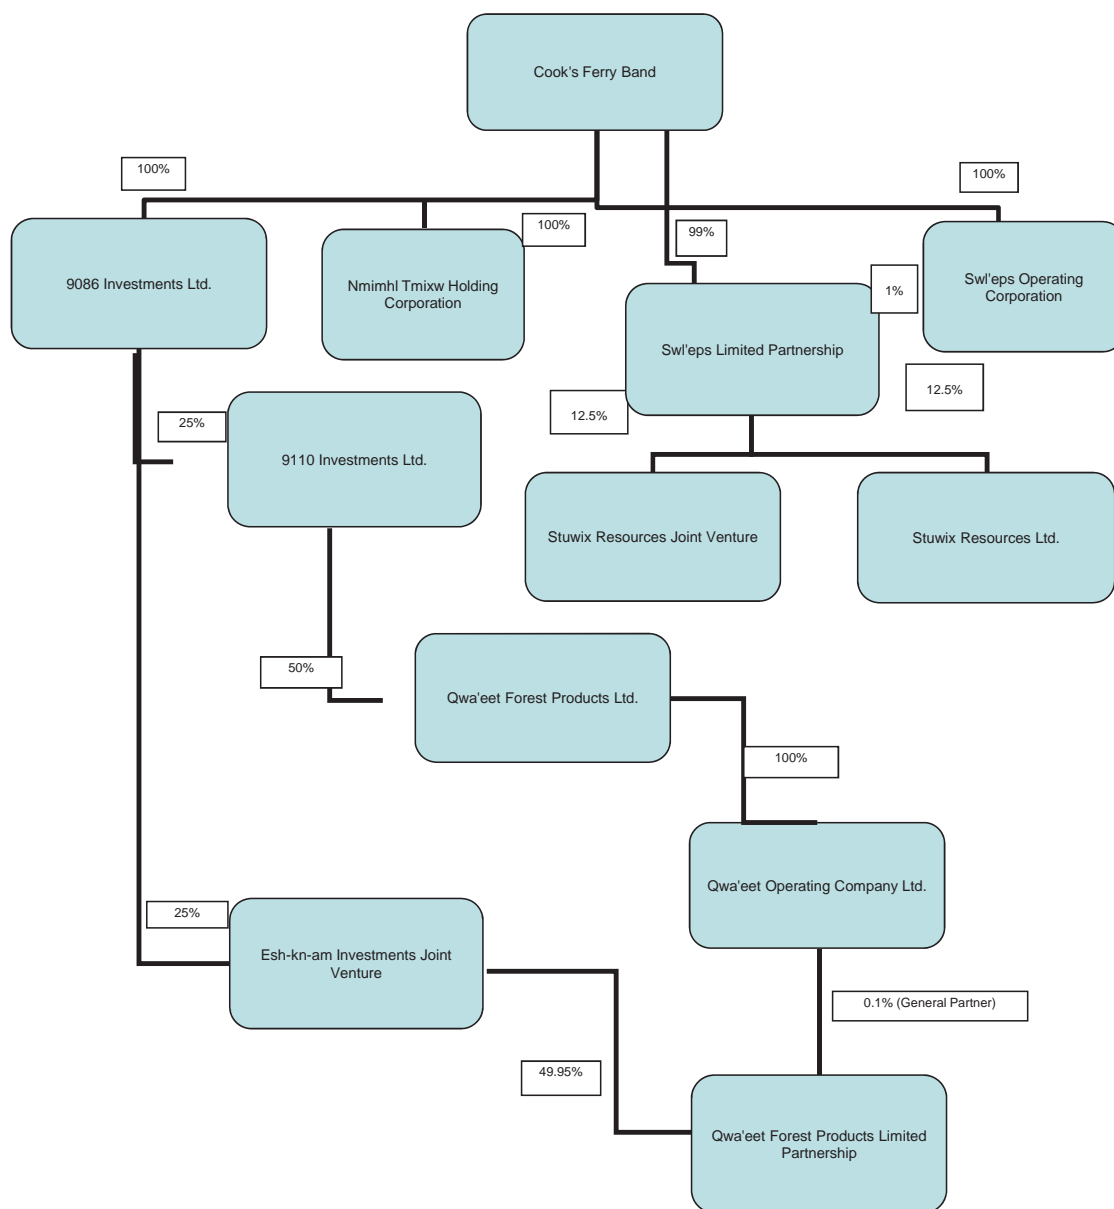 Cook's Ferry Band
100%
100%
100%
99%
9086 Investments Ltd.
Nmimhl Tmixw Holding
Corporation
Swl'eps Operating
Corporation
1%
Swl'eps Limited Partnership
12.5%
12.5%
25%
9110 Investments Ltd.
Stuwix Resources Joint Venture
Stuwix Resources Ltd.
50%
Qwa'eet Forest Products Ltd.
100%
Qwa'eet Operating Company Ltd.
25%
Esh-kn-am Investments Joint
Venture
0.1% (General Partner)
49.95%
Qwa'eet Forest Products Limited
Partnership